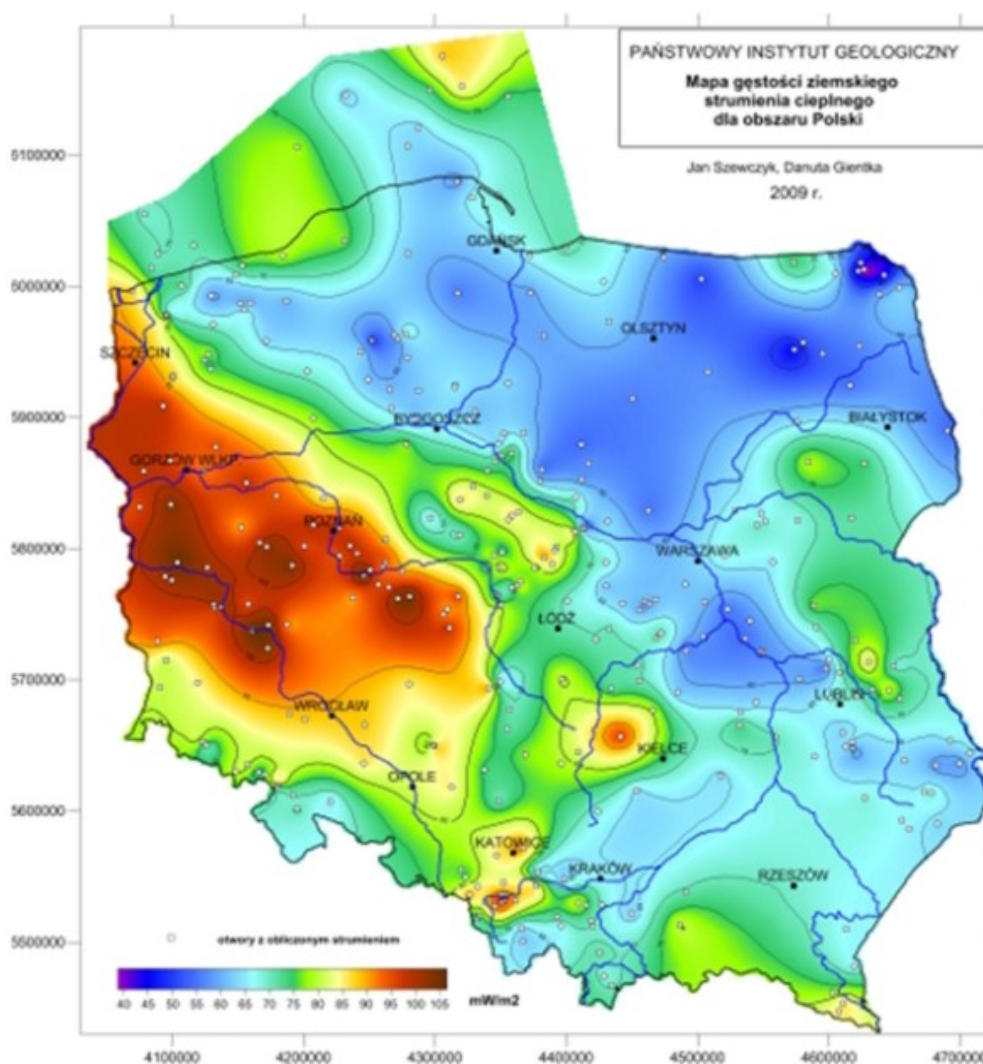 PAŃSTWOWY INSTYTUT GEOLOGICZNY
Mapa gęstości ziemskiego
strumienia cieplnego
dla obszaru Polski
Jan Szewczyk, Danuta Gientka
2009 r.
6100000
6000000
5900000
5800000
5700000
5600000
5500000
GDAŃSK
OLSZTYN
SZCZECIN
BYDGOSZCZ
BIAŁYSTOK
GORZÓW WLKP
POZNAŃ
WARSZAWA
ŁÓDŹ
LUBLIN
WROCŁAW
KIELCE
OPOLE
KATOWICE
KRAKÓW
RZESZÓW
otwory z obliczonym strumieniem
40 45 50 55 60 65 70 75 80 85 90 95 100 105
mW/m2
4100000 4200000 4300000 4400000 4500000 4600000 4700000